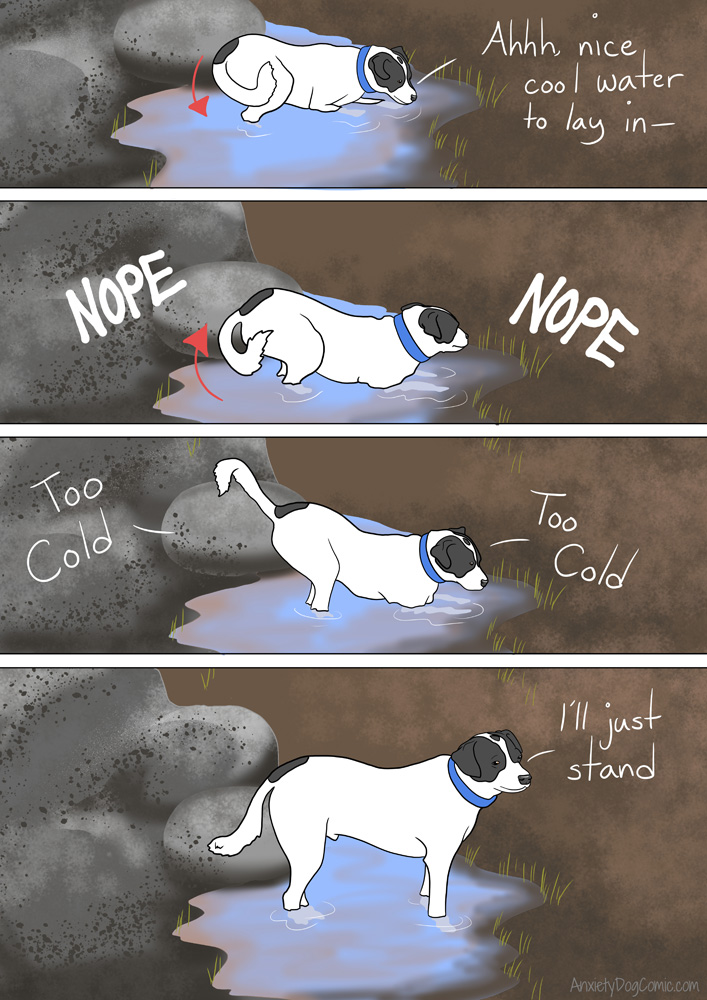 Ahhh, nice
cool water
to lay in—
NOPE
NOPE
Too
Cold
Too
Cold
I'll just
stand
AnxietyDogComic.com